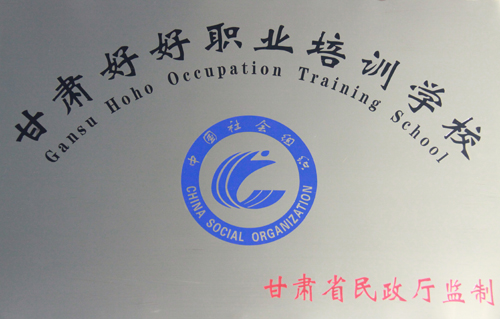 甘肃好好职业培训学校
Gansu Hoho Occupation Training School
中国社会组织
CHINA SOCIAL ORGANIZATION
甘肃省民政厅监制